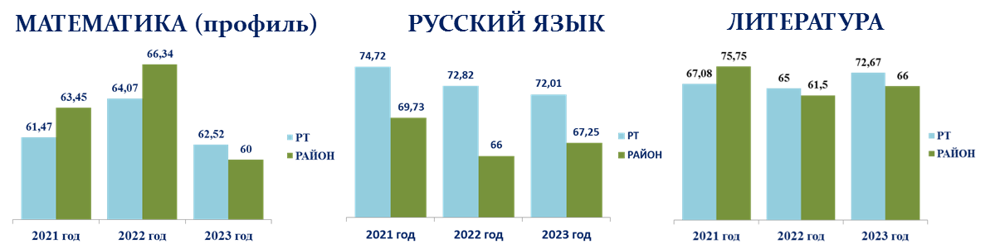 МАТЕМАТИКА (профиль)
66,34
64,07
63,45
61,47
62,52
60
РТ
РАЙОН
2021 год
2022 год
2023 год
РУССКИЙ ЯЗЫК
74,72
72,82
72,01
69,73
66
67,25
РТ
РАЙОН
2021 год
2022 год
2023 год
ЛИТЕРАТУРА
67,08
75,75
65
61,5
72,67
66
РТ
РАЙОН
2021 год
2022 год
2023 год